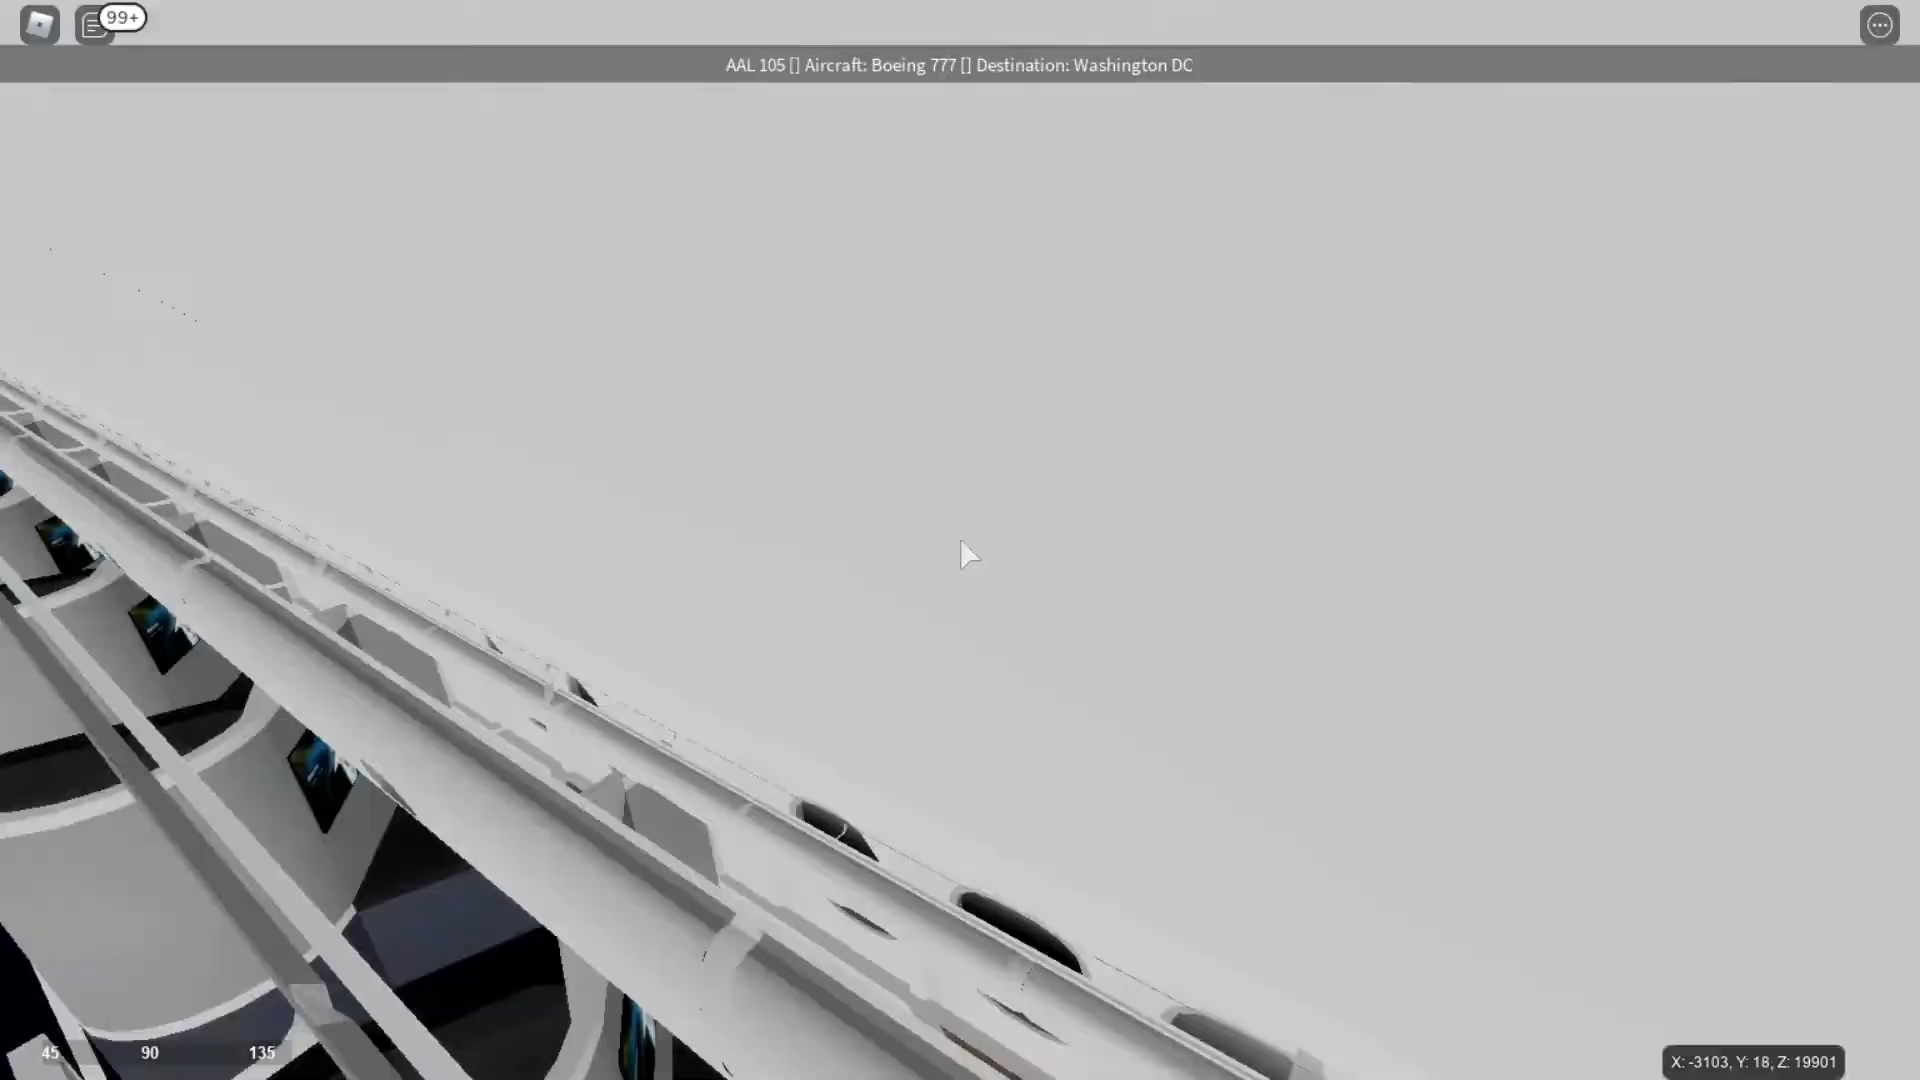 99+
AAL 105 [] Aircraft: Boeing 777 [] Destination: Washington DC
45 90 135
X: -3103, Y: 18, Z: 19901